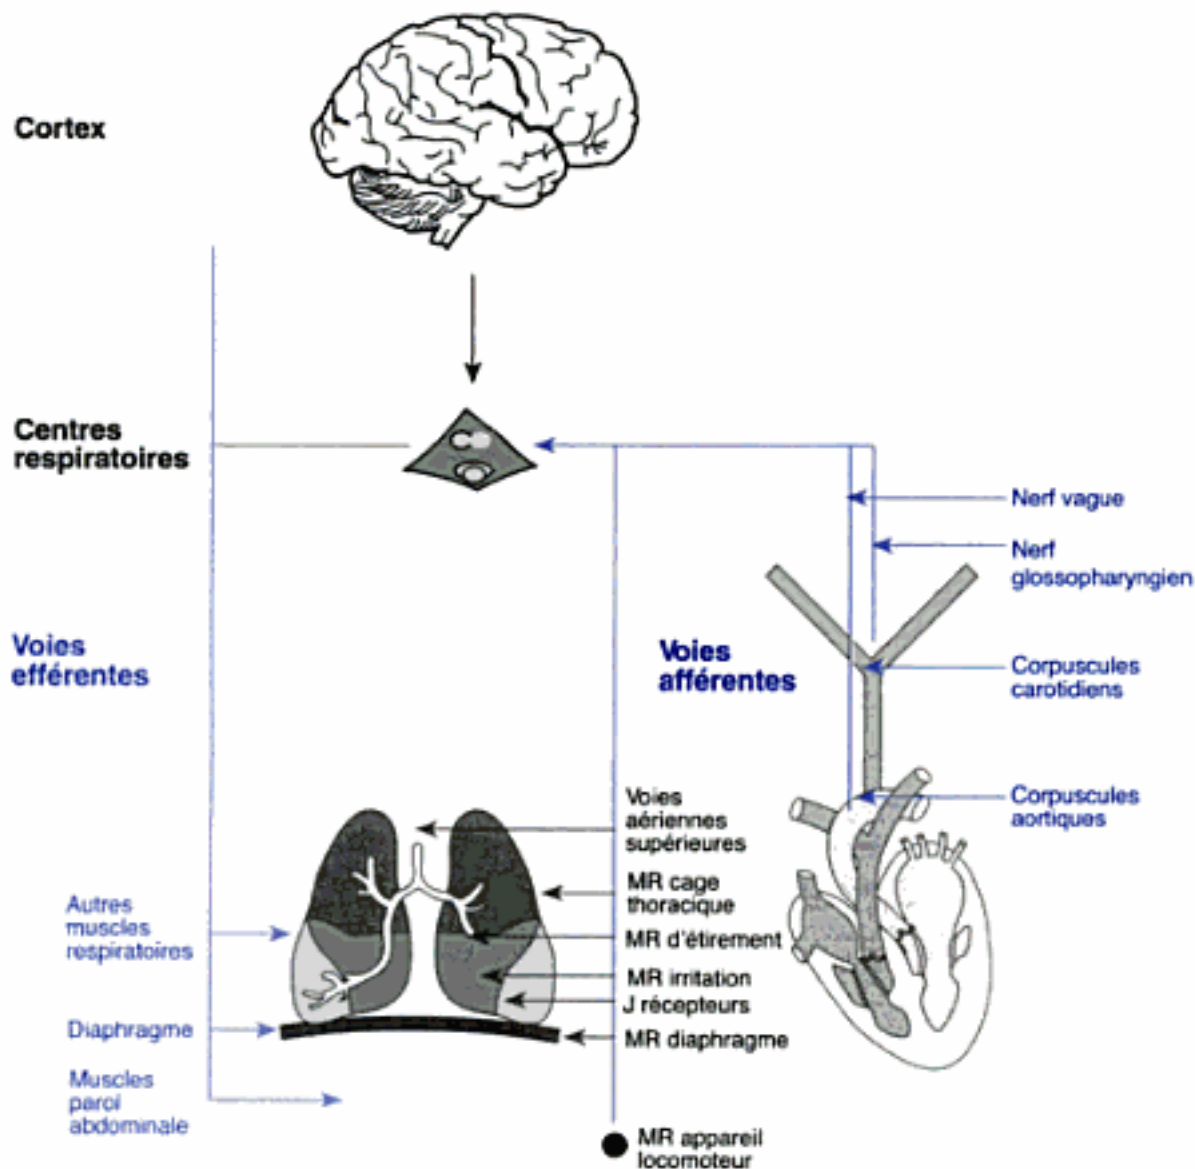 Cortex
Centres
respiratoires
Nerf vague
Nerf
glossopharyngien
Voies
efférentes
Voies
afférentes
Corpuscules
carotidiens
Corpuscules
aortiques
Voies
aériennes
supérieures
MR cage
thoracique
Autres
muscles
respiratoires
MR d'étirement
MR irritation
J récepteurs
Diaphragme
MR diaphragme
Muscles
paroi
abdominale
MR appareil
locomoteur